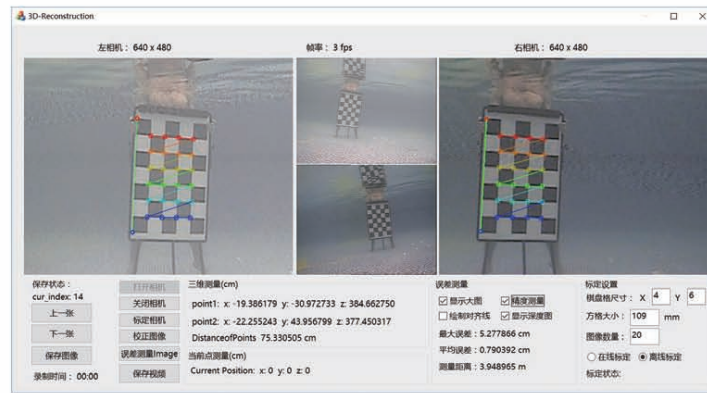 3D-Reconstruction
左相机： 640 x 480
帧率： 3 fps
右相机： 640 x 480
保存状态：
cur_index: 14
上一张
下一张
保存图像
录制时间： 00:00
打开相机
关闭相机
标定相机
校正图像
误差测量Image
保存视频
三维测量(cm)
point1: x: -19.386179 y: -30.972733 z: 384.662750
point2: x: -22.255243 y: 43.956799 z: 377.450317
DistanceofPoints 75.330505 cm
当前点测量(cm)
Current Position: x: 0 y: 0 z: 0
误差测量
显示大图 精度测量
绘制对齐线 显示深度图
最大误差：5.277866 cm
平均误差：0.790392 cm
测量距离：3.948965 m
标定设置
棋盘格尺寸： X 4 Y 6
方格大小： 109 mm
图像数量： 20
在线标定 离线标定
标定状态: